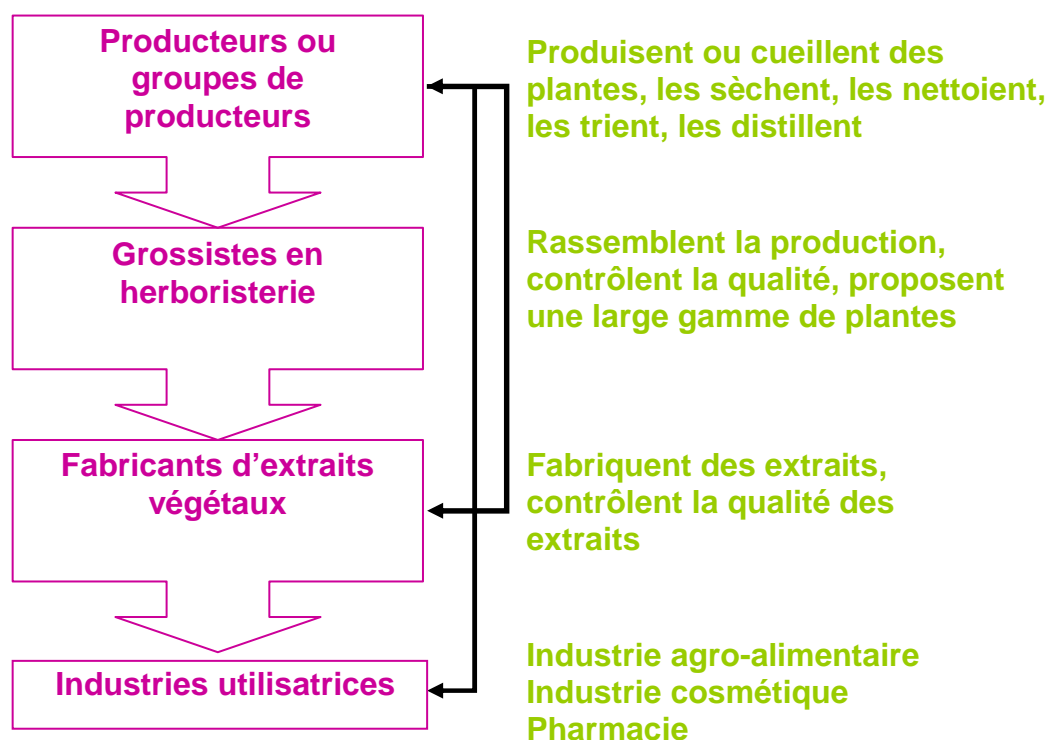 Producteurs ou
groupes de
producteurs
Produisent ou cueillent des
plantes, les sèchent, les nettoient,
les trient, les distillent
Grossistes en
herboristerie
Rassemblent la production,
contrôlent la qualité, proposent
une large gamme de plantes
Fabricants d’extraits
végétaux
Fabriquent des extraits,
contrôlent la qualité des
extraits
Industries utilisatrices
Industrie agro-alimentaire
Industrie cosmétique
Pharmacie